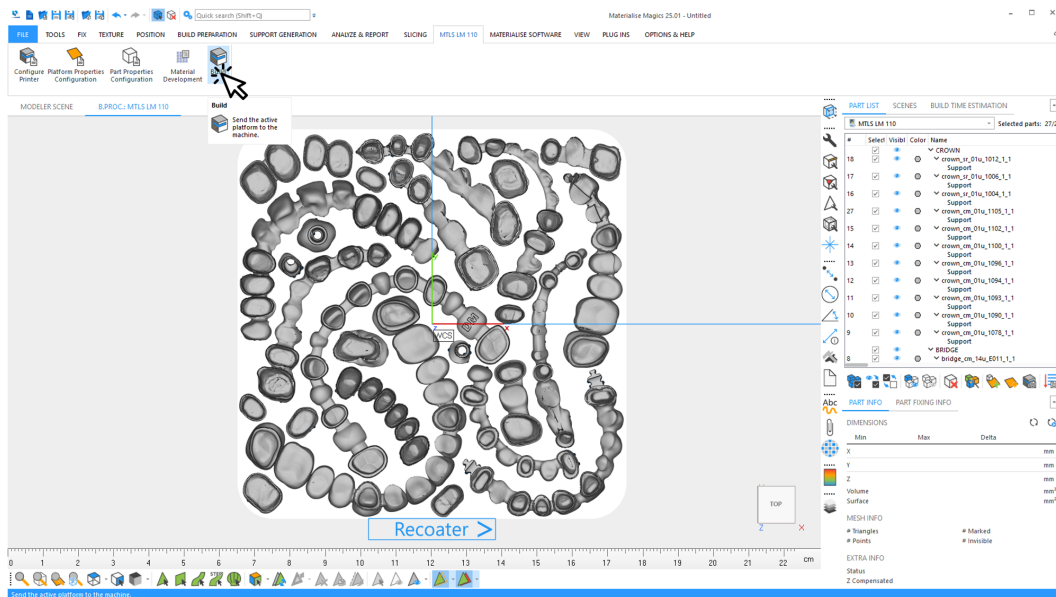 Quick search (Shift+Q)
Materialise Magics 25.01 - Untitled
FILE TOOLS FIX TEXTURE POSITION BUILD PREPARATION SUPPORT GENERATION ANALYZE & REPORT SLICING MTLS LM 110 MATERIALISE SOFTWARE VIEW PLUG INS OPTIONS & HELP
Configure Platform Properties Part Properties Material
Printer Configuration Configuration Development
MODELER SCENE B.PROC.: MTLS LM 110
Build
Send the active
platform to the
machine.
PART LIST SCENES BUILD TIME ESTIMATION
MTLS LM 110 Selected parts: 27/2
# Select Visibl Color Name
CROWN
18 crown_sr_01u_1012_1_1
Support
17 crown_sr_01u_1006_1_1
Support
16 crown_sr_01u_1004_1_1
Support
27 crown_cm_01u_1105_1_1
Support
15 crown_cm_01u_1102_1_1
Support
14 crown_cm_01u_1100_1_1
Support
13 crown_cm_01u_1096_1_1
Support
12 crown_cm_01u_1094_1_1
Support
11 crown_cm_01u_1093_1_1
Support
10 crown_cm_01u_1090_1_1
Support
9 crown_cm_01u_1078_1_1
Support
BRIDGE
8 bridge_cm_14u_E011_1_1
DM
Y
Z X
WCS
Abc
PART INFO PART FIXING INFO
DIMENSIONS
Min Max Delta
X mm
Y mm
Z mm
Volume mm³
Surface mm²
MESH INFO
# Triangles # Marked
# Points # Invisible
EXTRA INFO
Status
Z Compensated
TOP
Z X
Recoater >
0 1 2 3 4 5 6 7 8 9 10 11 12 13 14 15 16 17 18 19 20 21 22 cm
Send the active platform to the machine.